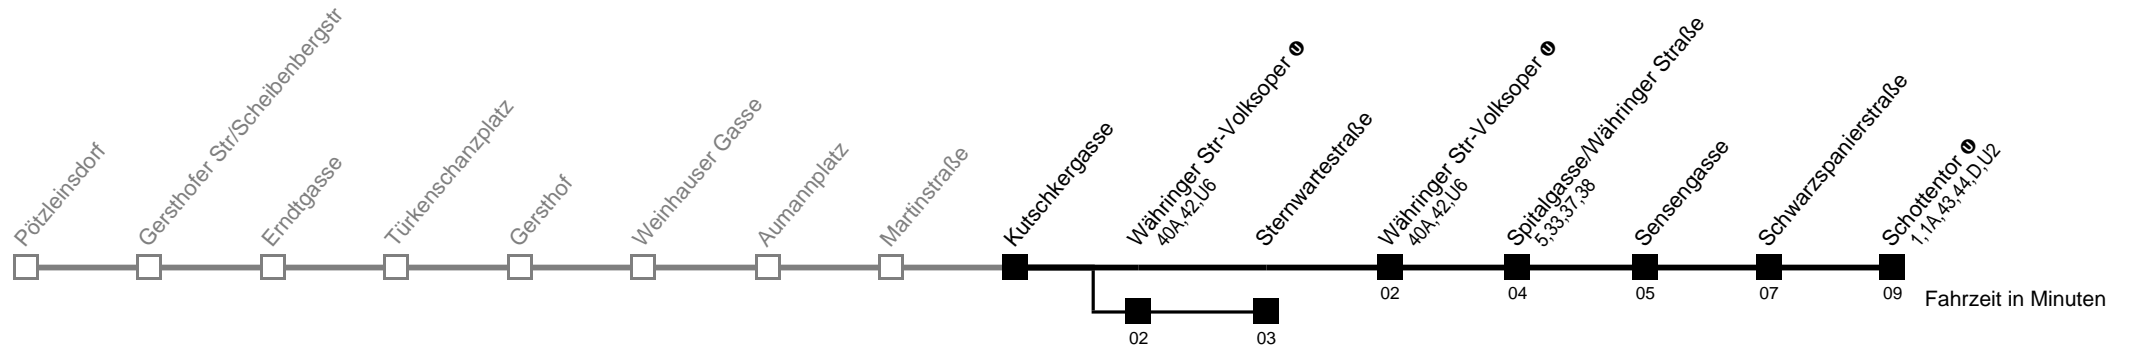 Pötzleinsdorf
Gersthofer Str/Scheibenbergstr
Erndtgasse
Türkenschanzplatz
Gersthof
Weinhauser Gasse
Aumannplatz
Martinstraße
Kutschkergasse
Währinger Str-Volksoper U
40A,42,U6
Sternwartestraße
Währinger Str-Volksoper U
40A,42,U6
Spitalgasse/Währinger Straße
5,33,37,38
Sensengasse
Schwarzspanierstraße
Schottentor U
1,1A,43,44,D,U2
02
04
05
07
09
Fahrzeit in Minuten
02
03